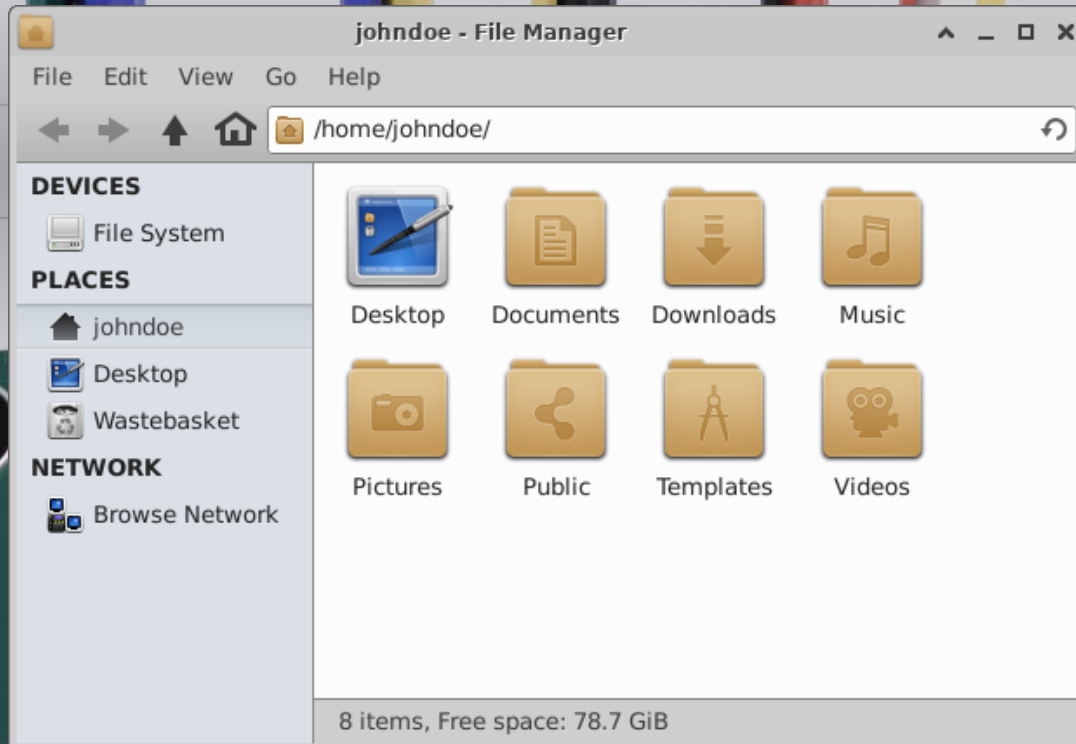 johndoe - File Manager
File Edit View Go Help
/home/johndoe/
DEVICES
File System
PLACES
johndoe
Desktop
Wastebasket
NETWORK
Browse Network
Desktop Documents Downloads Music
Pictures Public Templates Videos
8 items, Free space: 78.7 GiB